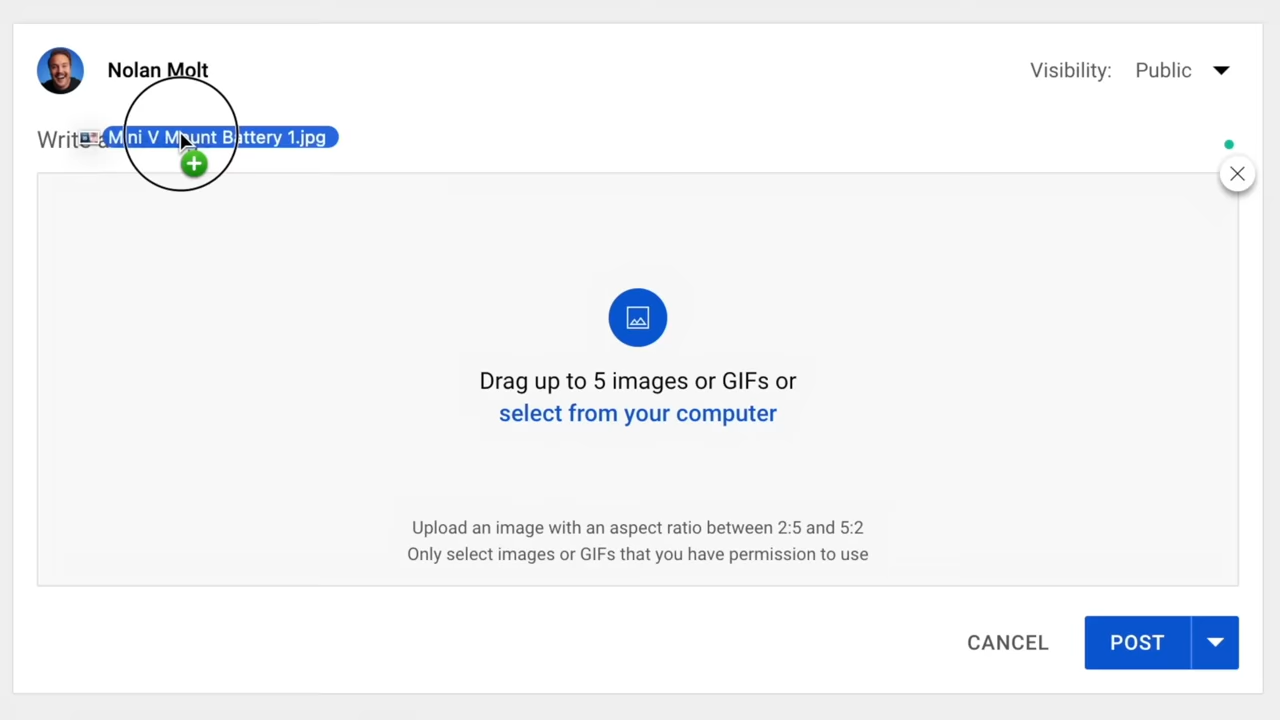 Nolan Molt
Visibility: Public
Write a
Mini V Mount Battery 1.jpg
Drag up to 5 images or GIFs or
select from your computer
Upload an image with an aspect ratio between 2:5 and 5:2
Only select images or GIFs that you have permission to use
CANCEL
POST